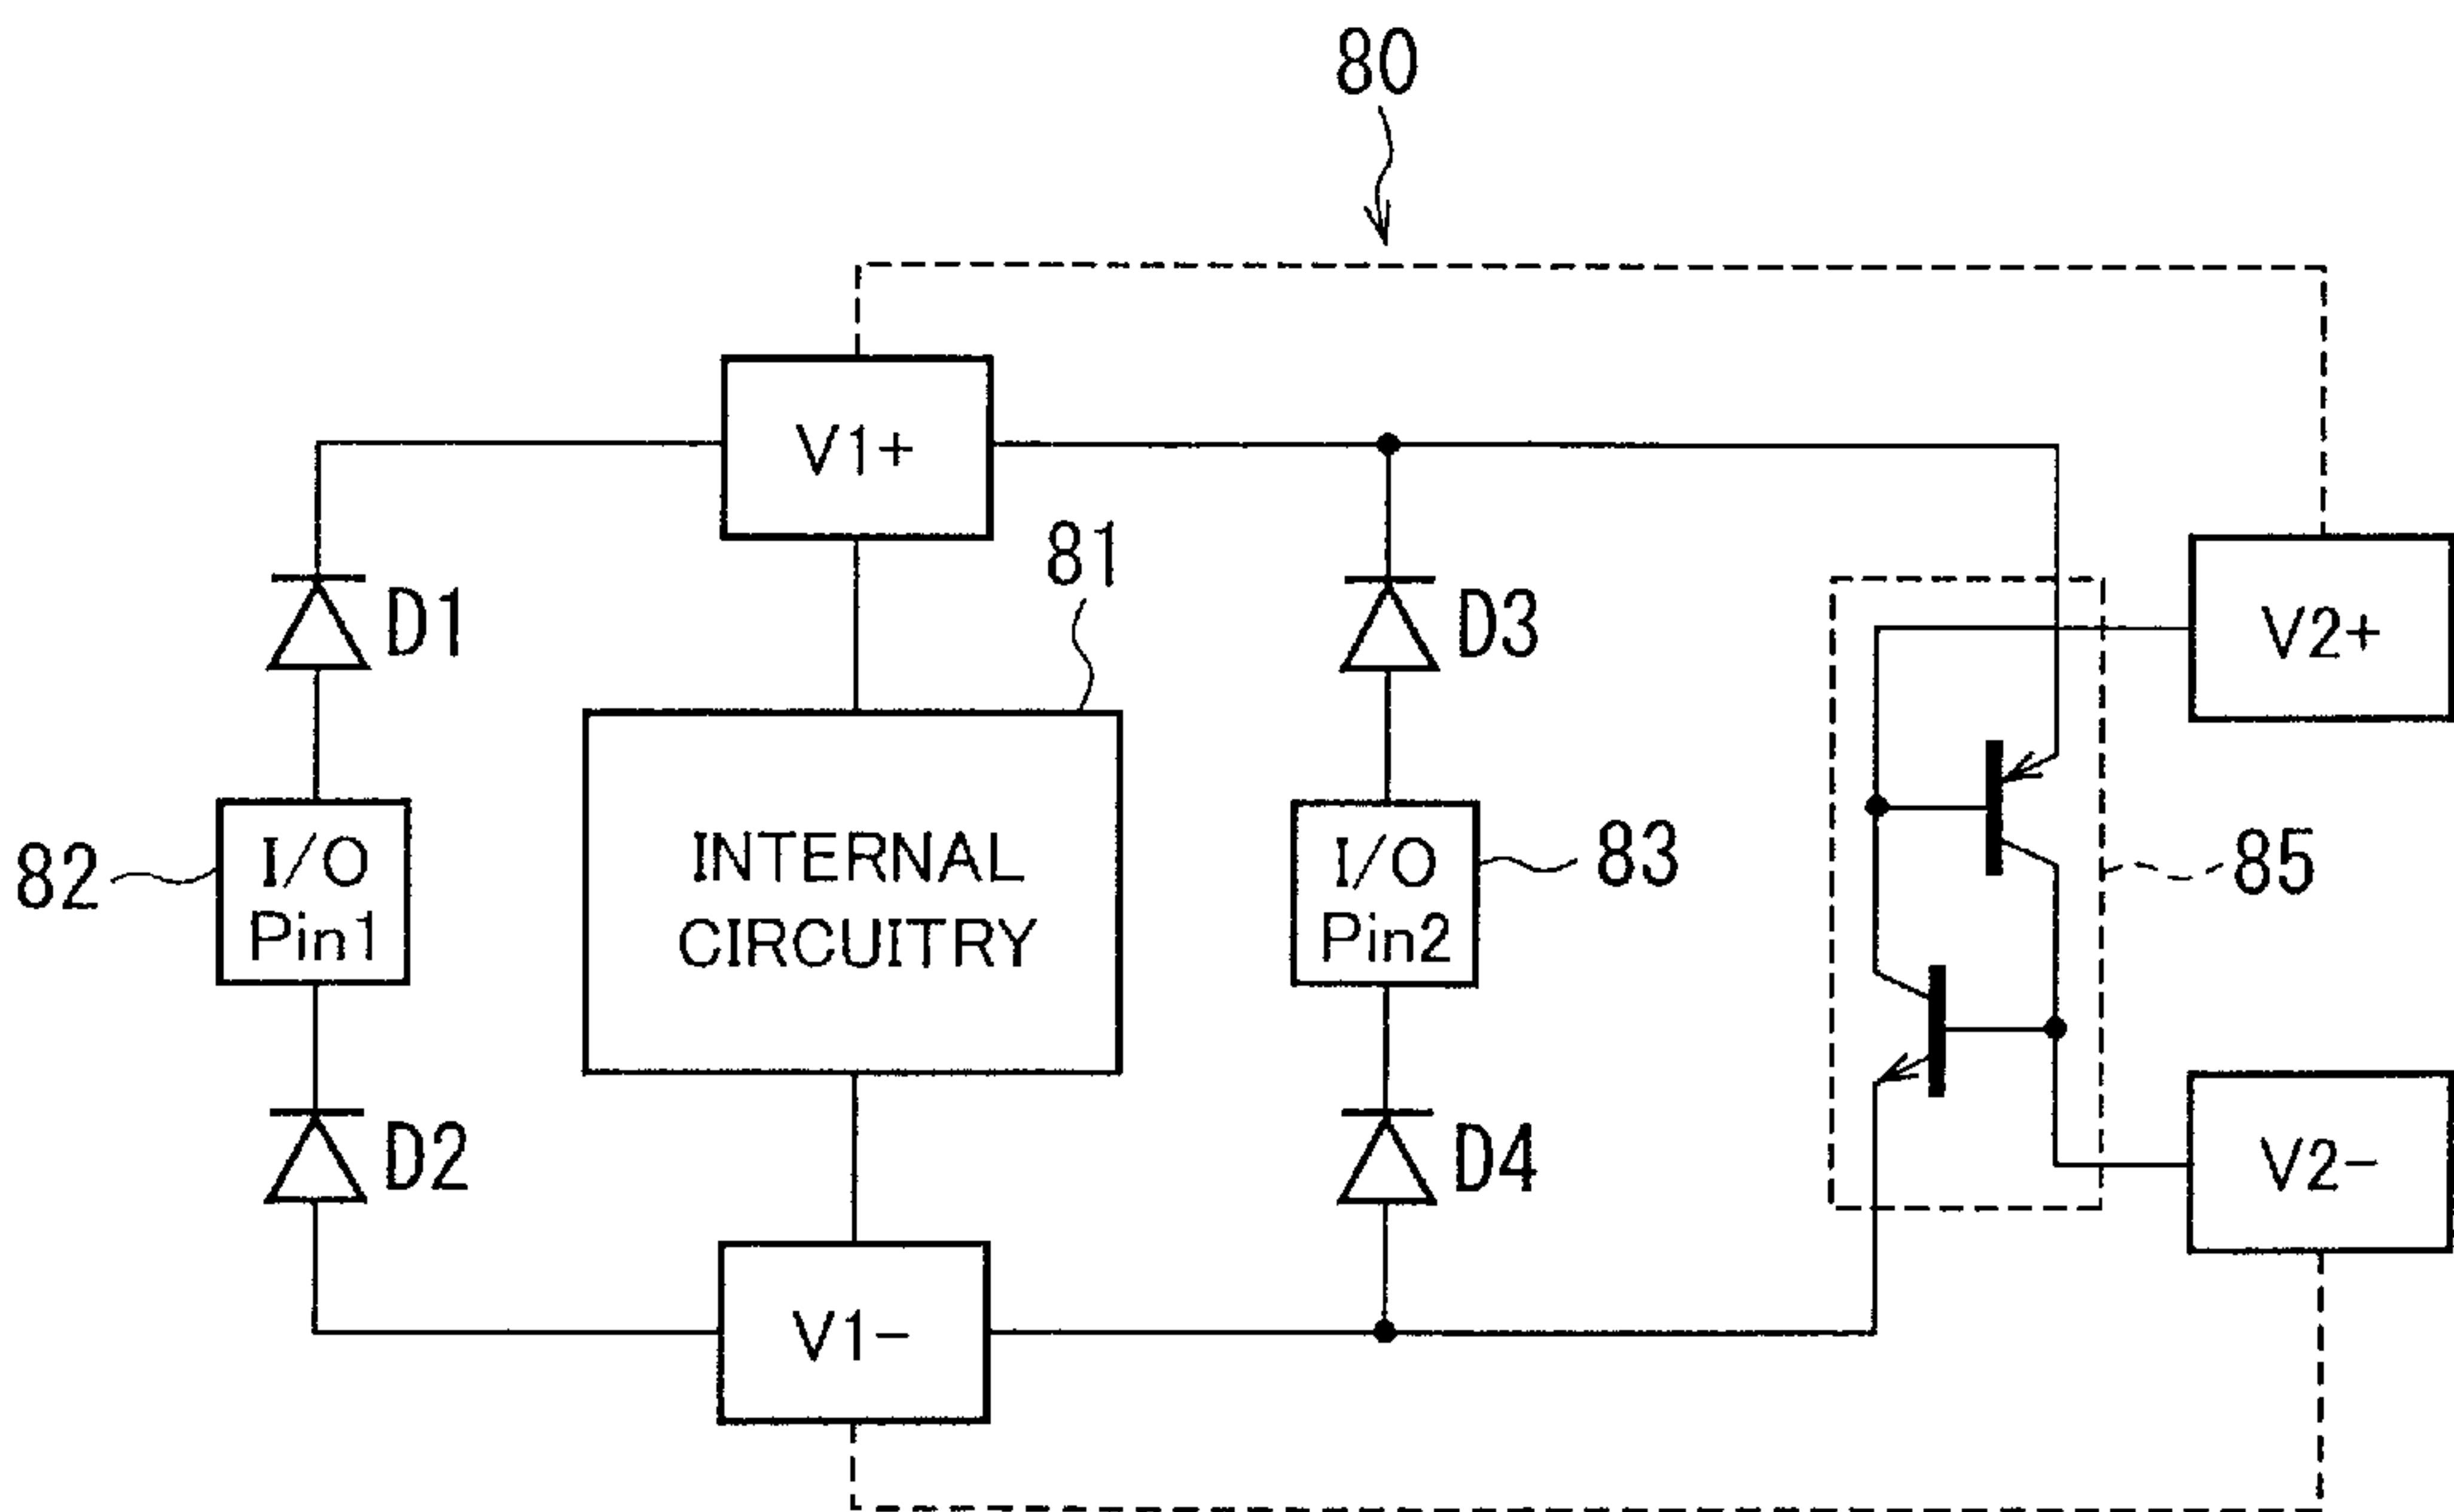 80
V1+
81
D1
D3
V2+
82
I/O
Pin1
INTERNAL
CIRCUITRY
I/O
Pin2
83
85
D2
D4
V2-
V1-